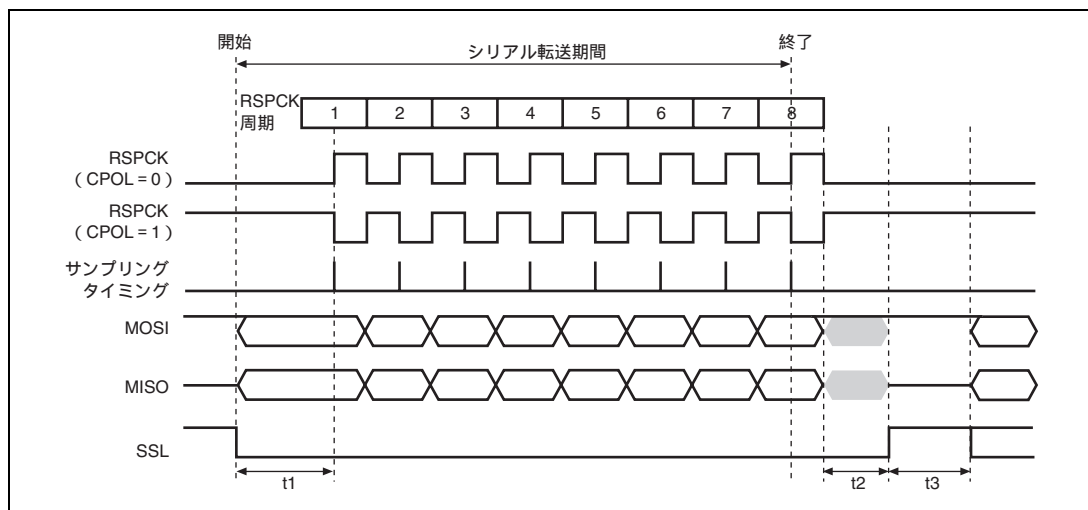 開始
シリアル転送期間
終了
RSPCK
周期
1 2 3 4 5 6 7 8
RSPCK
(CPOL=0)
RSPCK
(CPOL=1)
サンプリング
タイミング
MOSI
MISO
SSL
t1
t2
t3